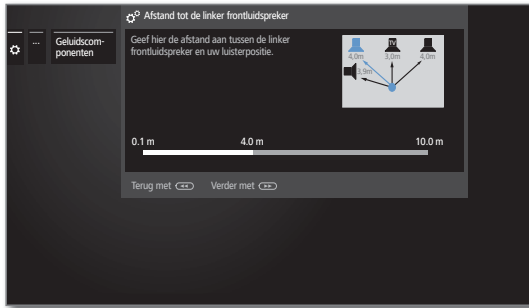 Afstand tot de linker frontluidspreker
...
Geluidscom-
ponenten
Geef hier de afstand aan tussen de linker
frontluidspreker en uw luisterpositie.
TV
4,0m 3,0m 4,0m
3,9m
0.1 m 4.0 m 10.0 m
Terug met Verder met